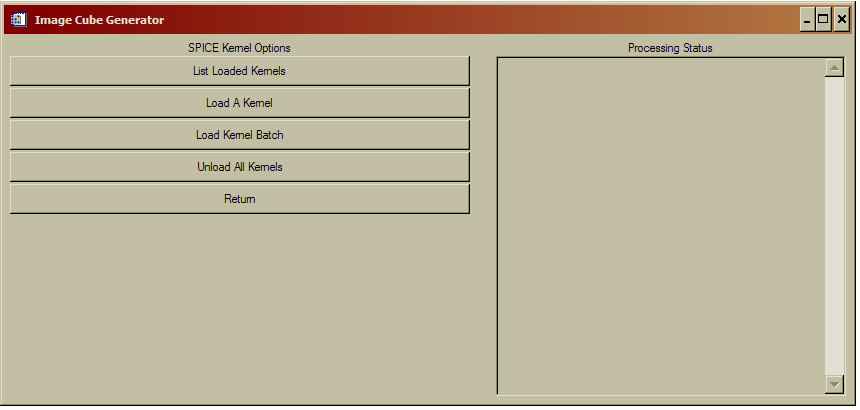 Image Cube Generator
SPICE Kernel Options
List Loaded Kernels
Load A Kernel
Load Kernel Batch
Unload All Kernels
Return
Processing Status